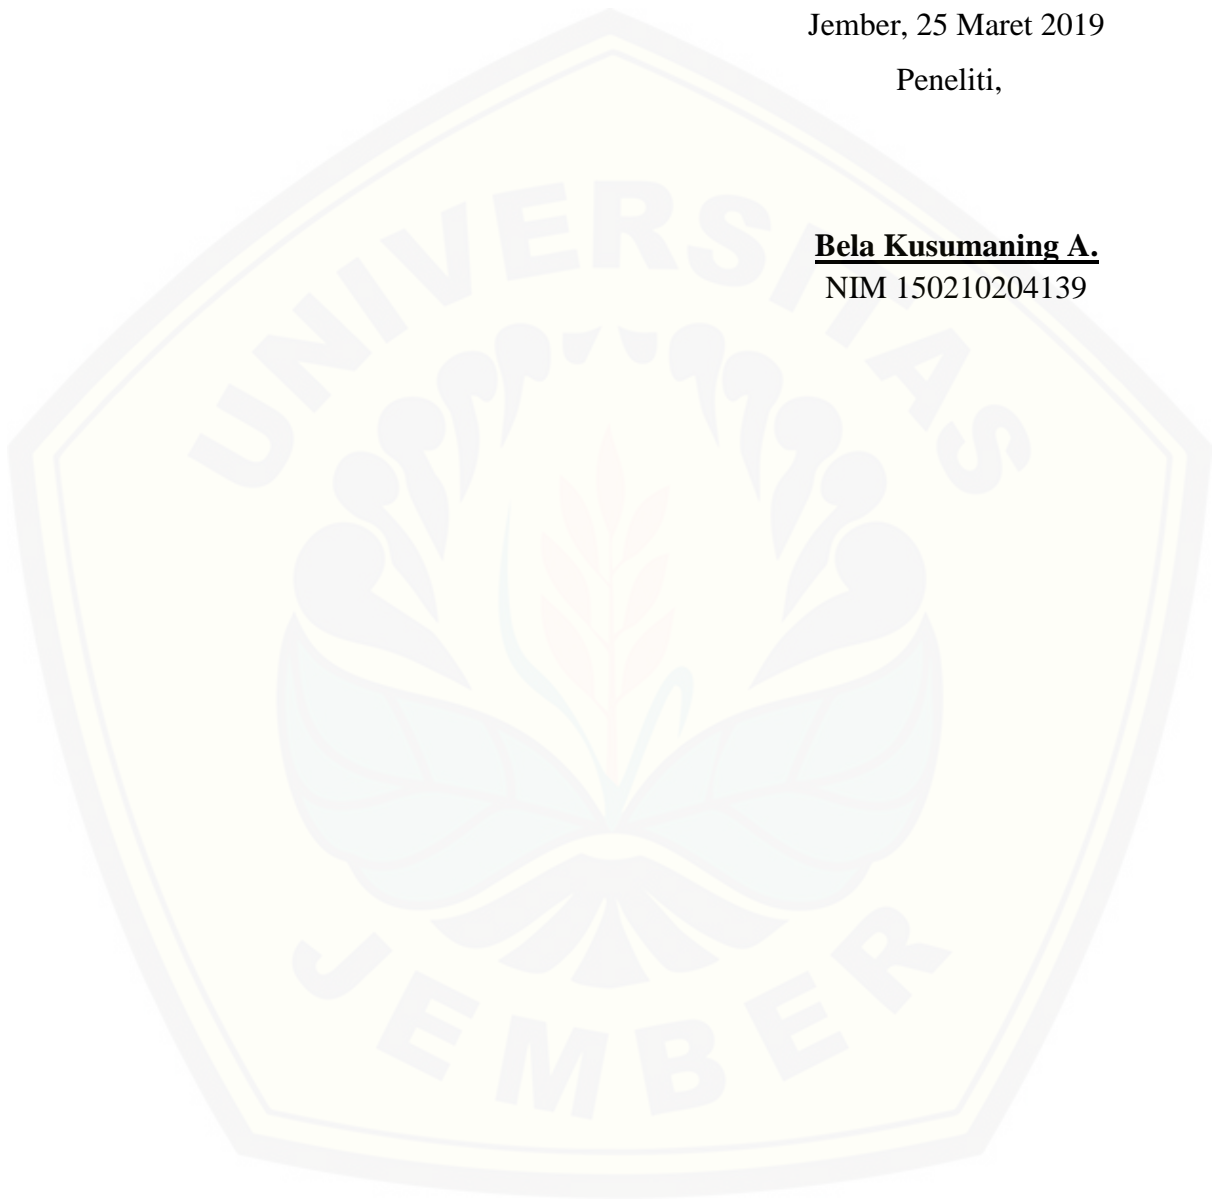 Jember, 25 Maret 2019
Peneliti,
Bela Kusumaning A.
NIM 150210204139
UNIVERSITAS
JEMBER